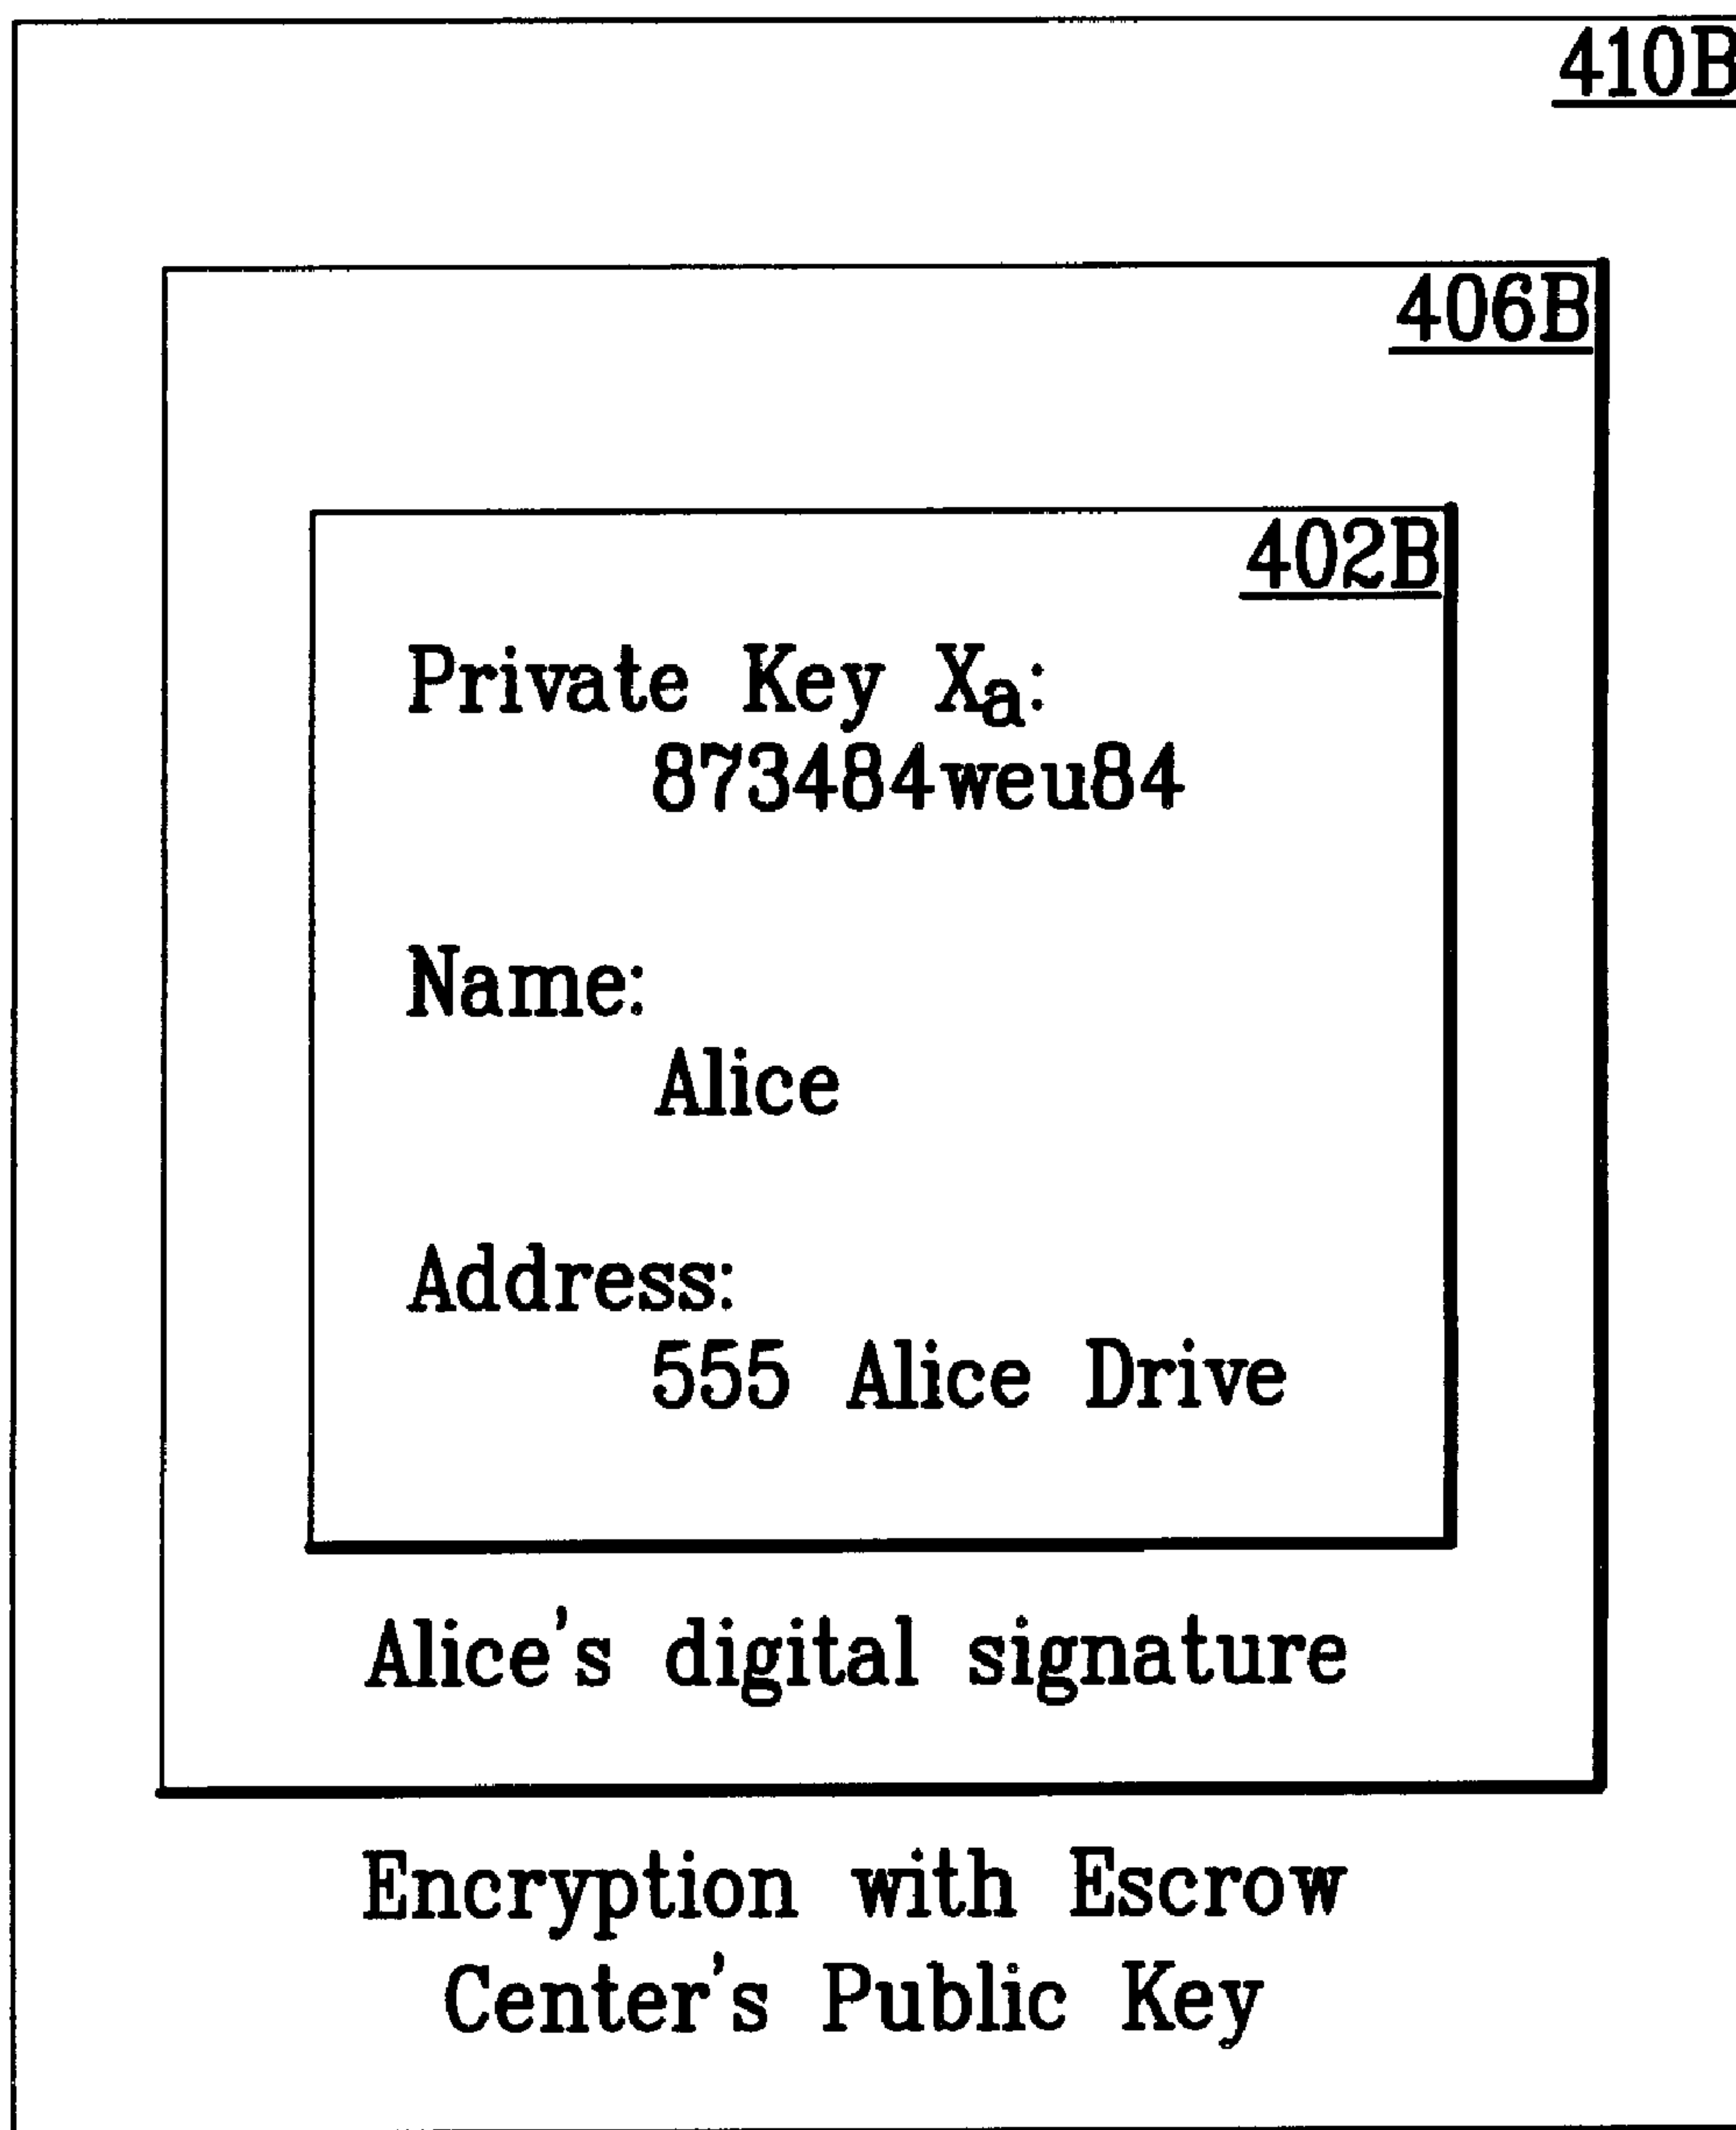 410B
406B
402B
Private Key Xa:
873484weu84
Name:
Alice
Address:
555 Alice Drive
Alice's digital signature
Encryption with Escrow
Center's Public Key